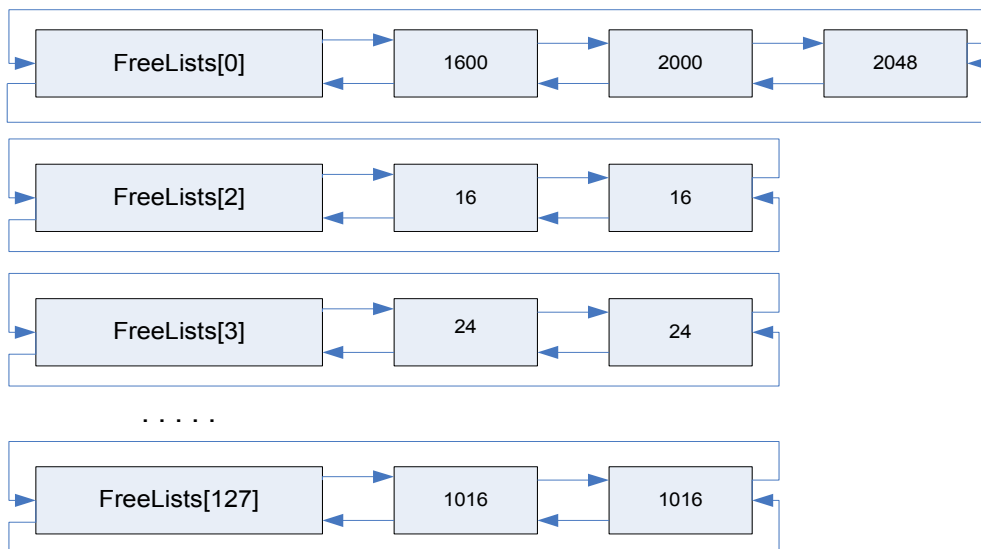 FreeLists[0] 1600 2000 2048
FreeLists[2] 16 16
FreeLists[3] 24 24
. . . . .
FreeLists[127] 1016 1016